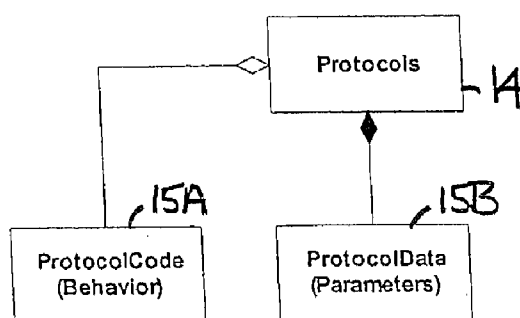 Protocols
14
15A
15B
ProtocolCode
(Behavior)
ProtocolData
(Parameters)